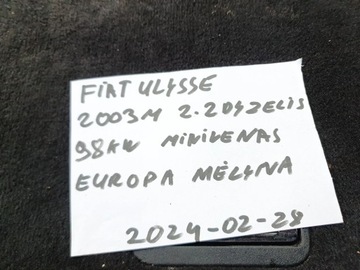 FIAT ULYSSE
2003M 2.2DYZELIS
98KW MINIVENAS
EUROPA MĖLYNA
2024-02-28